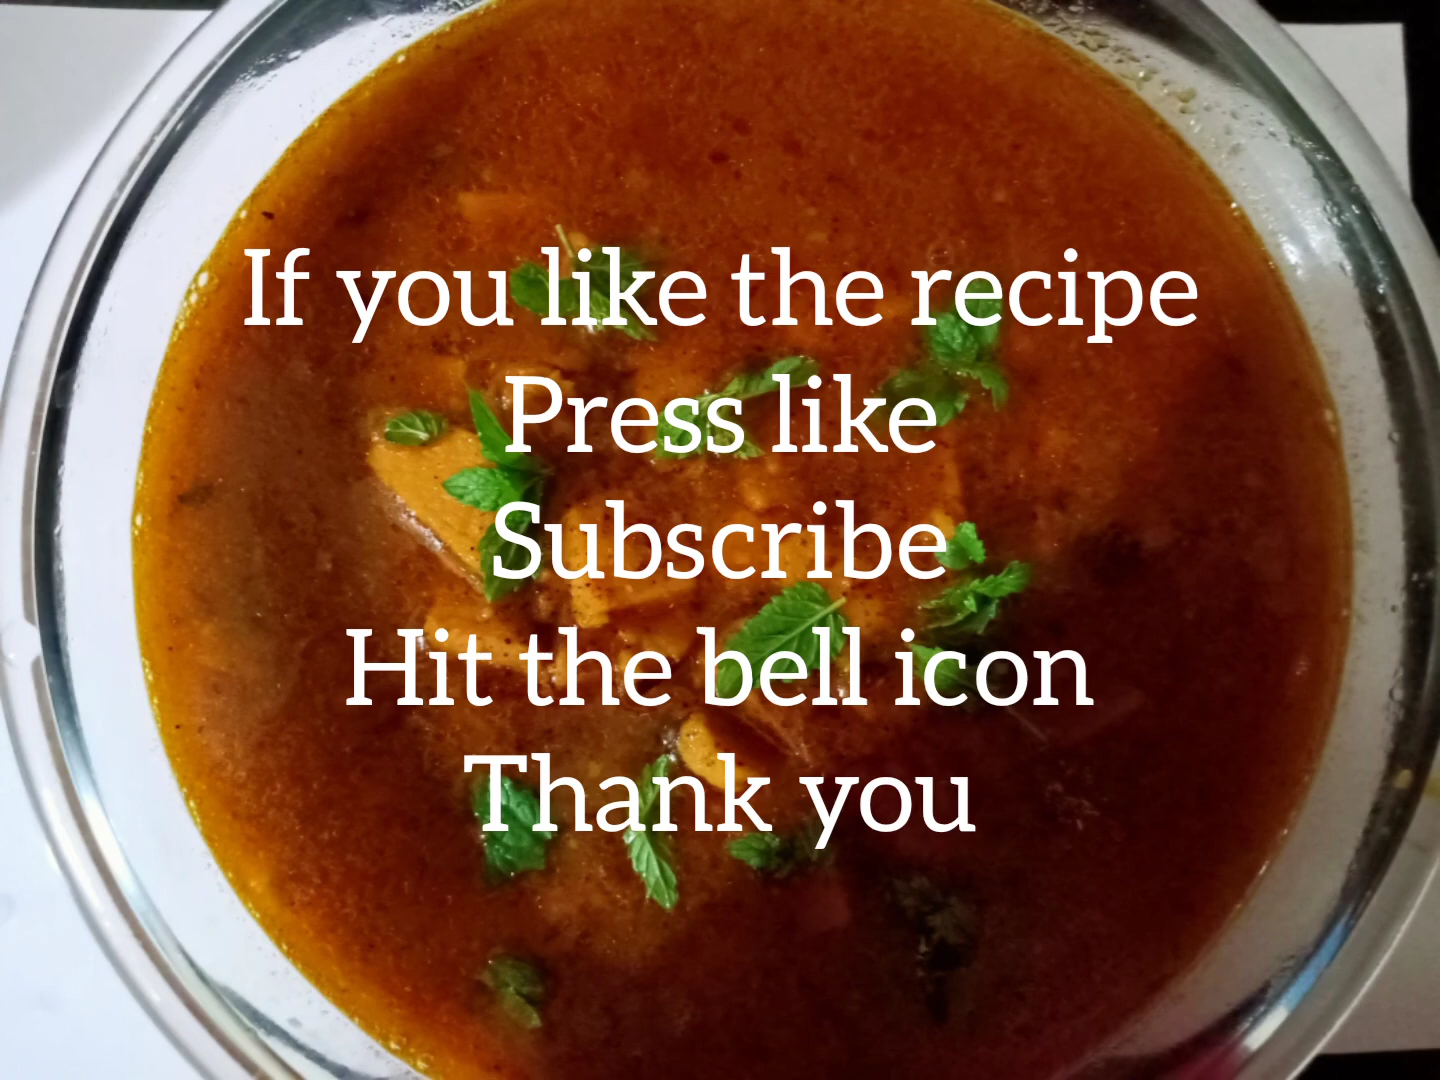 If you like the recipe
Press like
Subscribe
Hit the bell icon
Thank you